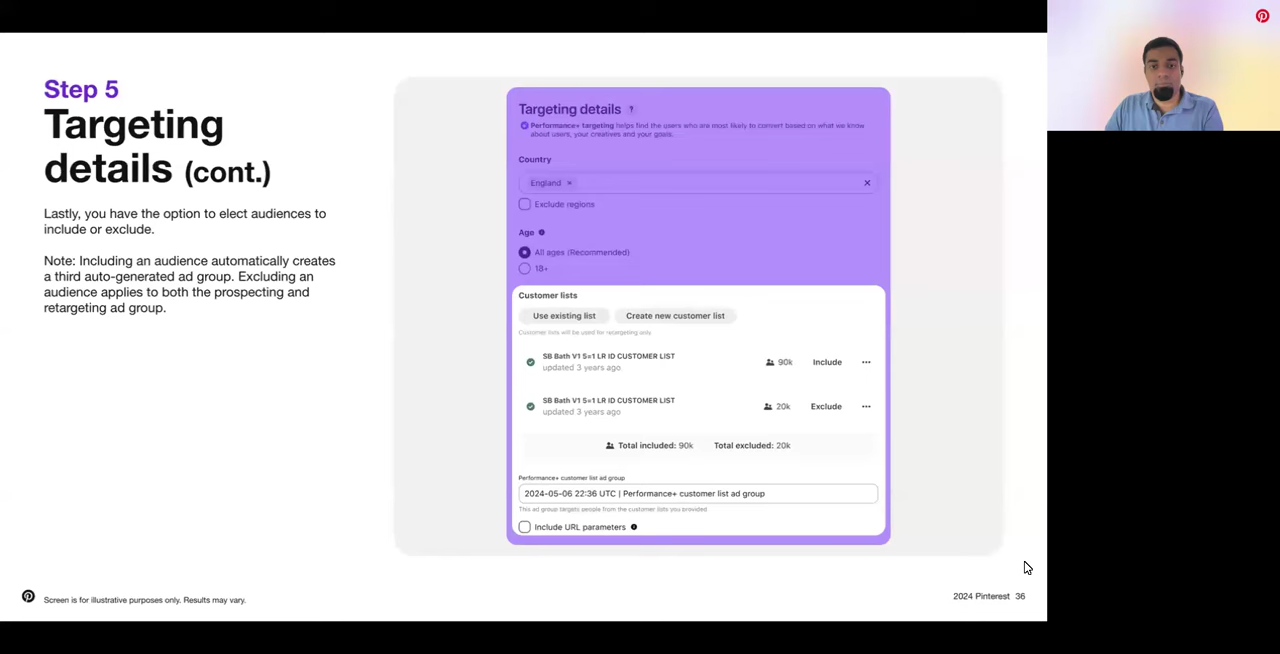 Step 5
Targeting
details (cont.)
Lastly, you have the option to elect audiences to
include or exclude.
Note: Including an audience automatically creates
a third auto-generated ad group. Excluding an
audience applies to both the prospecting and
retargeting ad group.
Targeting details ?
Performance+ targeting helps find the users who are most likely to convert based on what we know
about users, your creatives and your goals.
Country
England × ×
Exclude regions
Age
All ages (Recommended)
18+
Customer lists
Use existing list Create new customer list
Customer lists will be used for retargeting only
SB Bath V1 5=1 LR ID CUSTOMER LIST
updated 3 years ago
90k Include ...
SB Bath V1 5=1 LR ID CUSTOMER LIST
updated 3 years ago
20k Exclude ...
Total included: 90k Total excluded: 20k
Performance+ customer list ad group
2024-05-06 22:36 UTC | Performance+ customer list ad group
This ad group targets people from the customer lists you provided
Include URL parameters
Screen is for illustrative purposes only. Results may vary.
2024 Pinterest 36